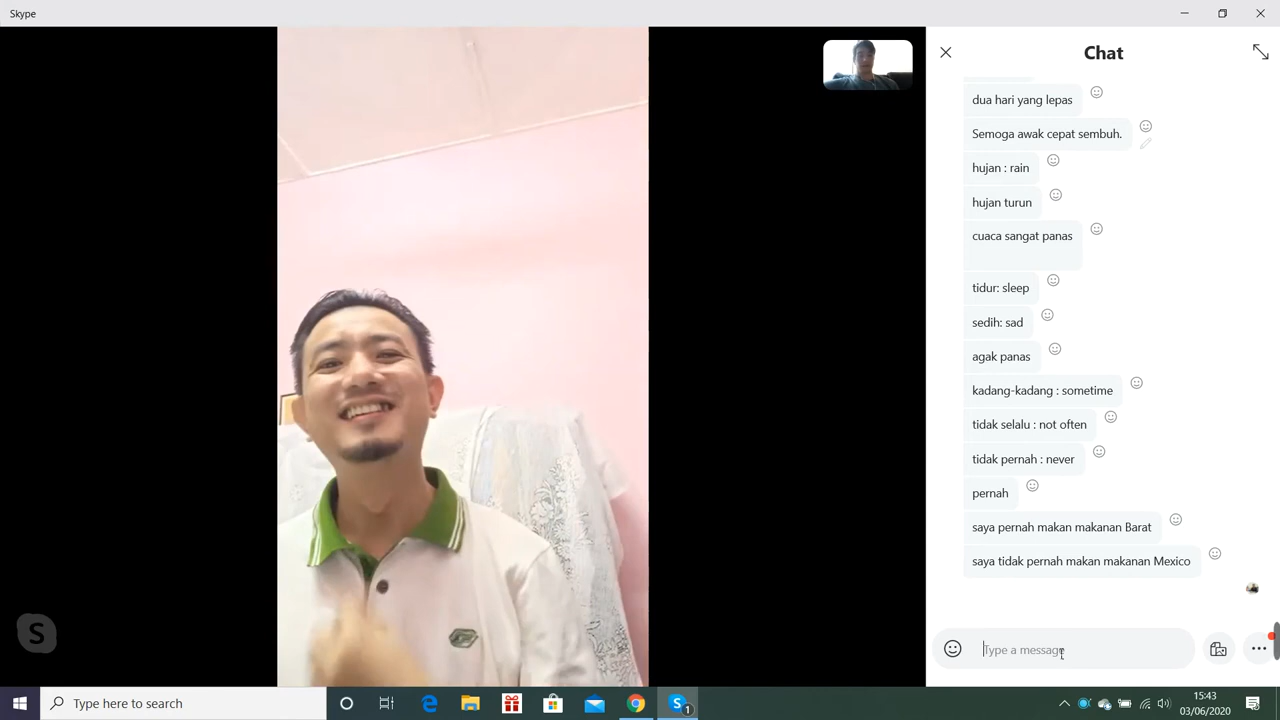 Skype
Chat
dua hari yang lepas
Semoga awak cepat sembuh.
hujan : rain
hujan turun
cuaca sangat panas
tidur: sleep
sedih: sad
agak panas
kadang-kadang : sometime
tidak selalu : not often
tidak pernah : never
pernah
saya pernah makan makanan Barat
saya tidak pernah makan makanan Mexico
Type a message
S
Type here to search
S
1
15:43
03/06/2020